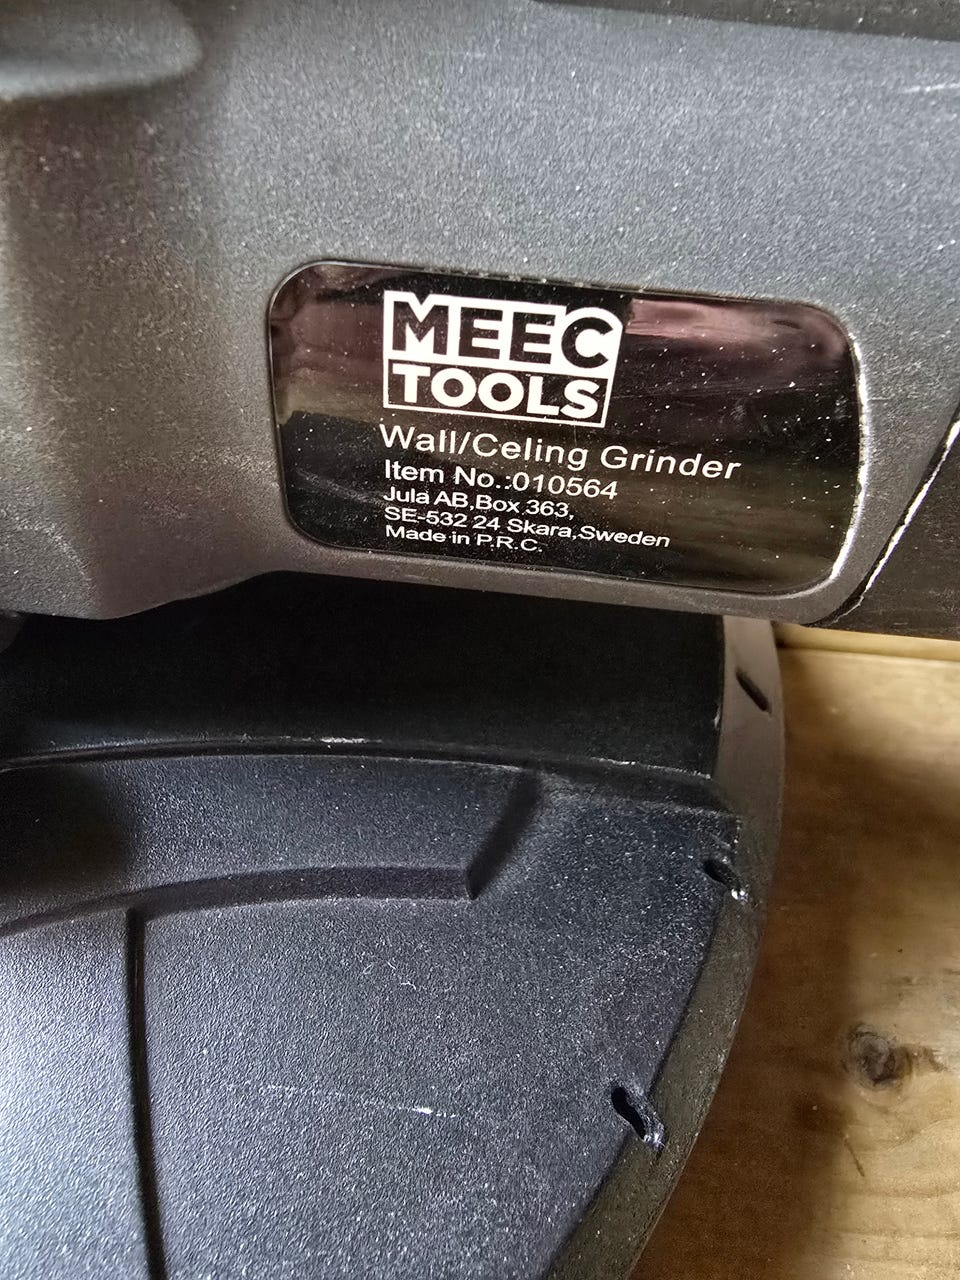 MEEC
TOOLS
Wall/Celing Grinder
Item No.:010564
Jula AB,Box 363,
SE-532 24 Skara,Sweden
Made in P.R.C.